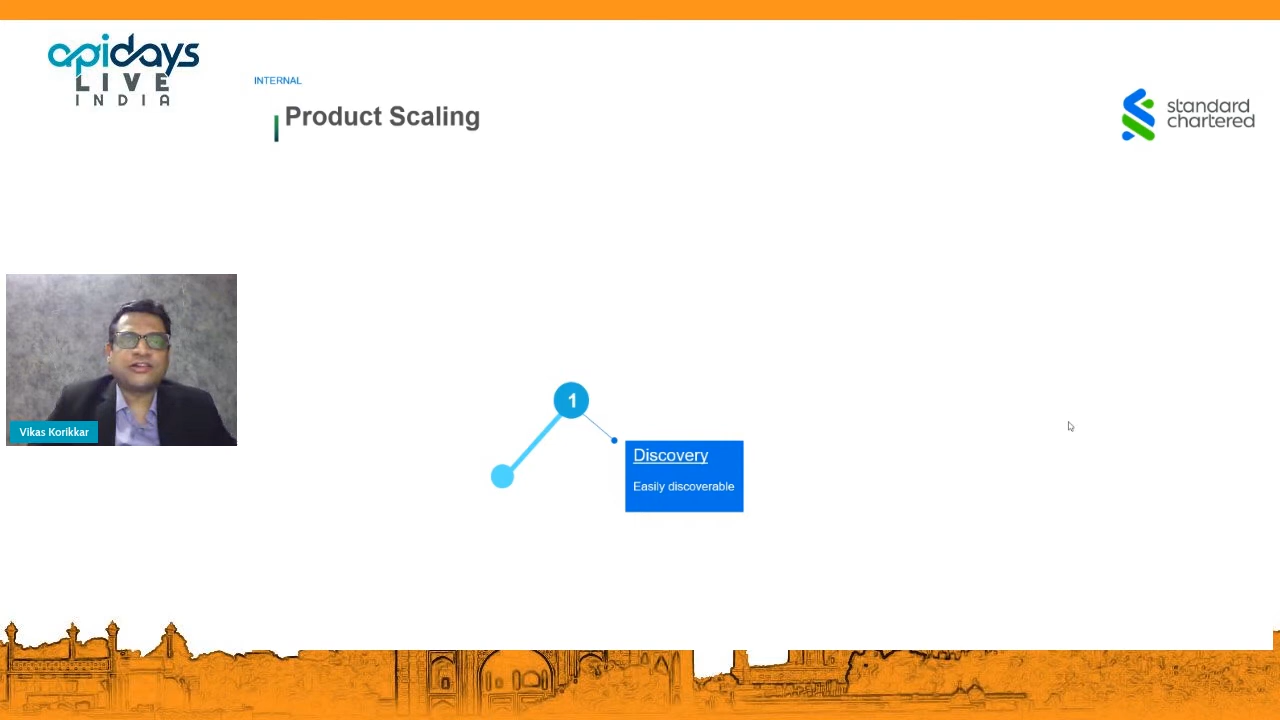 apidays
LIVE
INDIA
INTERNAL
Product Scaling
standard
chartered
Vikas Korikkar
1
Discovery
Easily discoverable